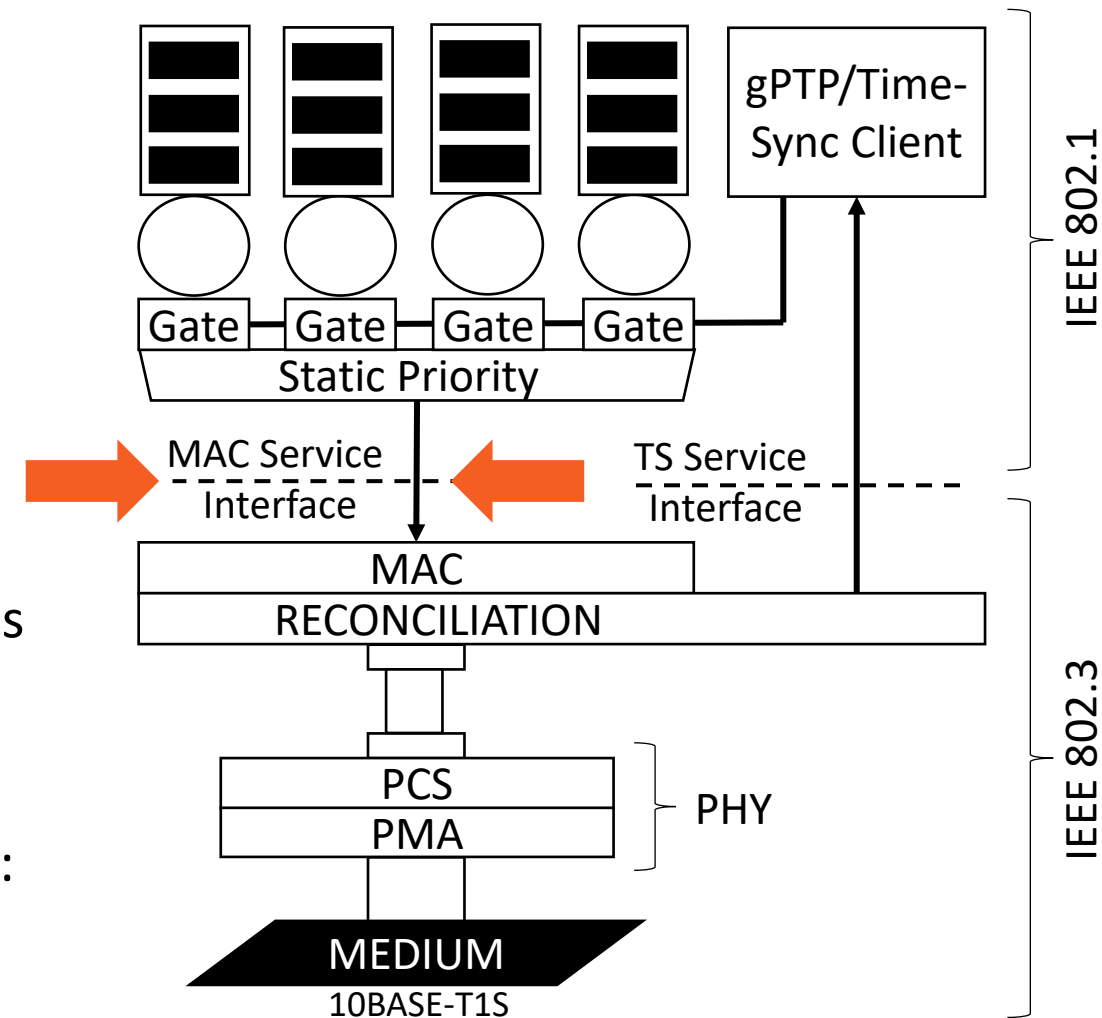 gPTP/Time-
Sync Client
IEEE 802.1
Gate Gate Gate Gate
Static Priority
MAC Service
Interface
TS Service
Interface
MAC
s
RECONCILIATION
IEEE 802.3
PCS
PHY
PMA
:
MEDIUM
10BASE-T1S